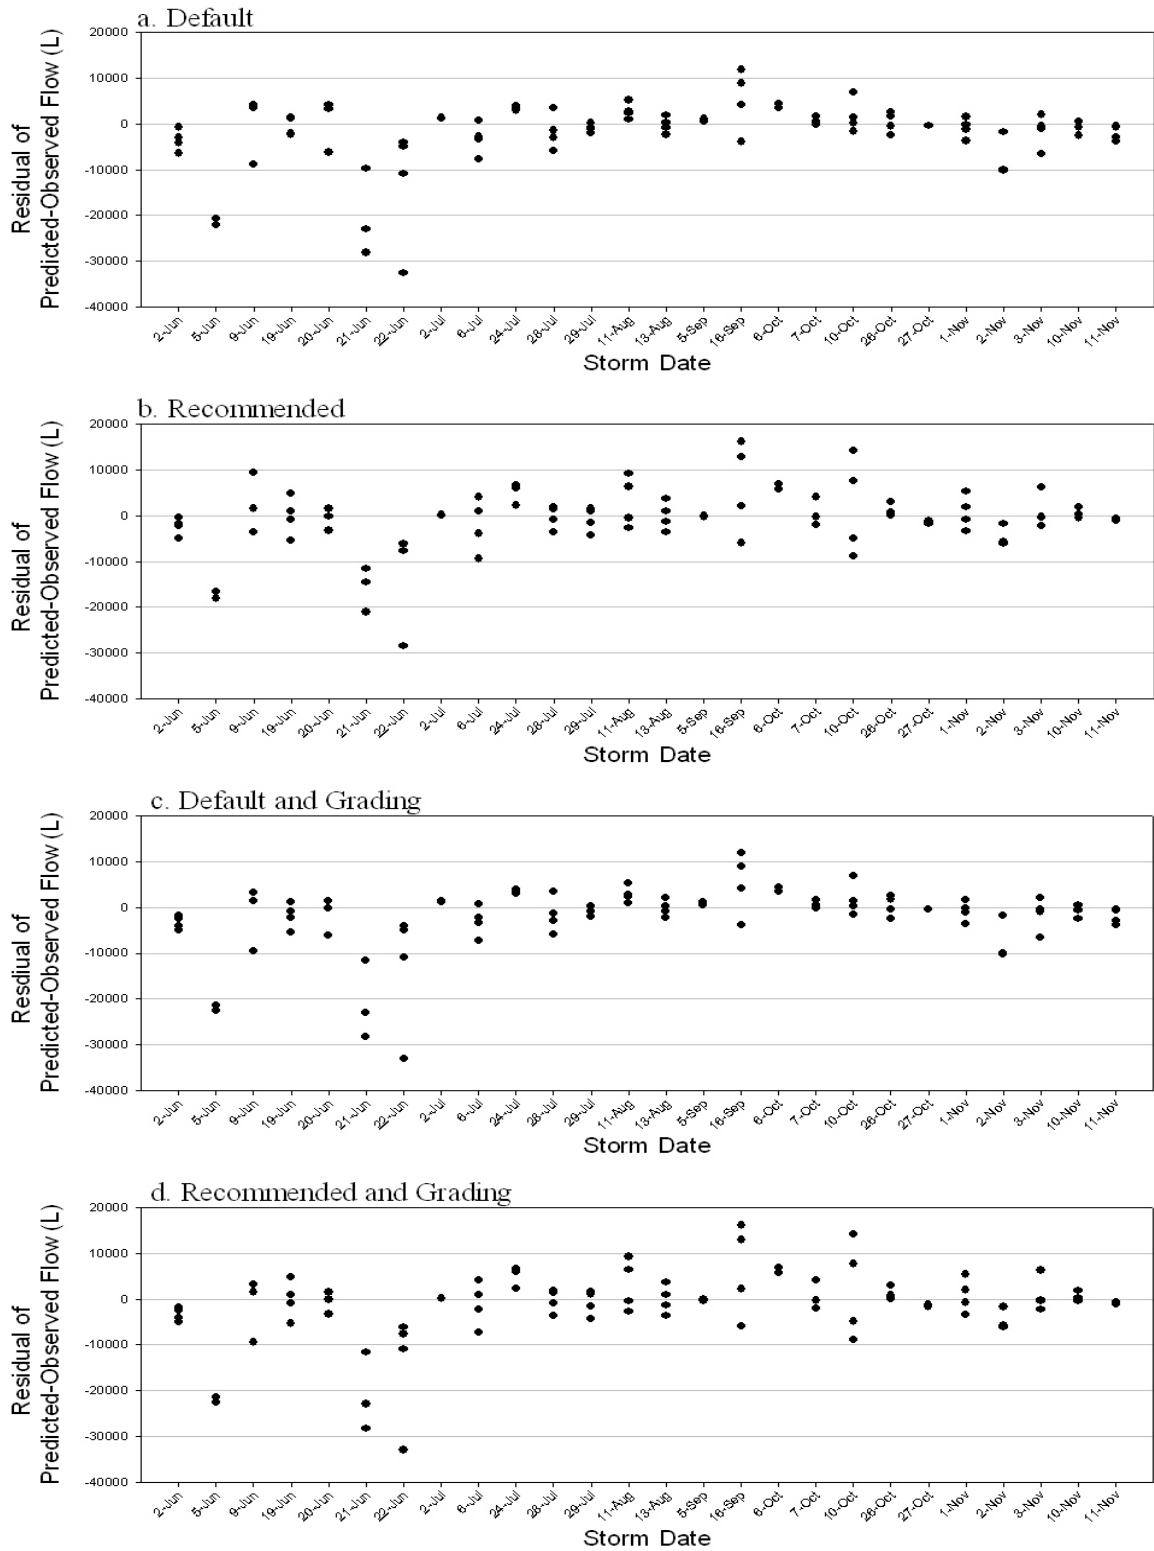 a. Default
Residual of
Predicted-Observed Flow (L)
20000
10000
0
-10000
-20000
-30000
-40000
2-Jun 5-Jun 9-Jun 19-Jun 20-Jun 21-Jun 22-Jun 2-Jul 6-Jul 24-Jul 28-Jul 29-Jul 11-Aug 13-Aug 5-Sep 16-Sep 6-Oct 7-Oct 10-Oct 26-Oct 27-Oct 1-Nov 2-Nov 3-Nov 10-Nov 11-Nov
Storm Date
b. Recommended
Residual of
Predicted-Observed Flow (L)
20000
10000
0
-10000
-20000
-30000
-40000
2-Jun 5-Jun 9-Jun 19-Jun 20-Jun 21-Jun 22-Jun 2-Jul 6-Jul 24-Jul 28-Jul 29-Jul 11-Aug 13-Aug 5-Sep 16-Sep 6-Oct 7-Oct 10-Oct 26-Oct 27-Oct 1-Nov 2-Nov 3-Nov 10-Nov 11-Nov
Storm Date
c. Default and Grading
Resdiual of
Predicted-Observed Flow (L)
20000
10000
0
-10000
-20000
-30000
-40000
2-Jun 5-Jun 9-Jun 19-Jun 20-Jun 21-Jun 22-Jun 2-Jul 6-Jul 24-Jul 28-Jul 29-Jul 11-Aug 13-Aug 5-Sep 16-Sep 6-Oct 7-Oct 10-Oct 26-Oct 27-Oct 1-Nov 2-Nov 3-Nov 10-Nov 11-Nov
Storm Date
d. Recommended and Grading
Residual of
Predicted-Observed Flow (L)
20000
10000
0
-10000
-20000
-30000
-40000
2-Jun 5-Jun 9-Jun 19-Jun 20-Jun 21-Jun 22-Jun 2-Jul 6-Jul 24-Jul 28-Jul 29-Jul 11-Aug 13-Aug 5-Sep 16-Sep 6-Oct 7-Oct 10-Oct 26-Oct 27-Oct 1-Nov 2-Nov 3-Nov 10-Nov 11-Nov
Storm Date